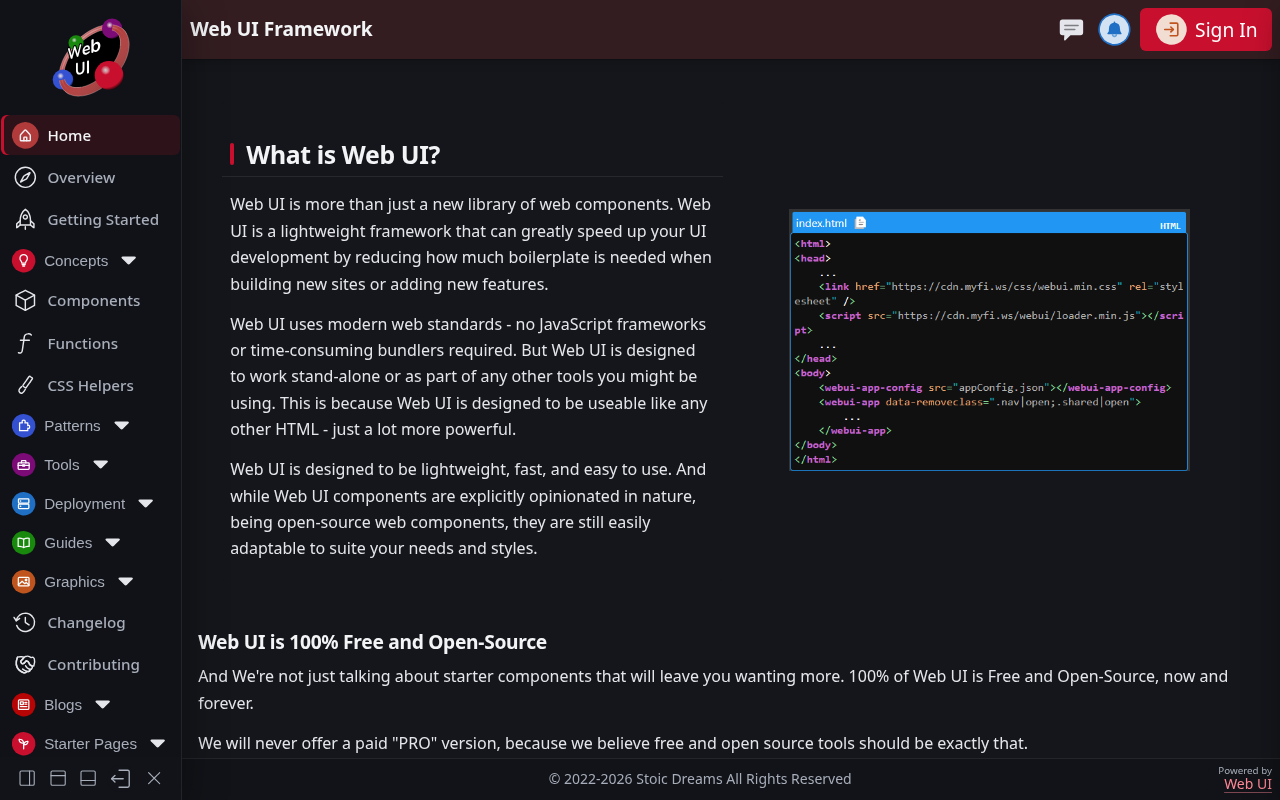 Web
UI
Home
Overview
Getting Started
Concepts
Components
Functions
CSS Helpers
Patterns
Tools
Deployment
Guides
Graphics
Changelog
Contributing
Blogs
Starter Pages
Web UI Framework
Sign In
What is Web UI?
Web UI is more than just a new library of web components. Web
UI is a lightweight framework that can greatly speed up your UI
development by reducing how much boilerplate is needed when
building new sites or adding new features.
Web UI uses modern web standards - no JavaScript frameworks
or time-consuming bundlers required. But Web UI is designed
to work stand-alone or as part of any other tools you might be
using. This is because Web UI is designed to be useable like any
other HTML - just a lot more powerful.
Web UI is designed to be lightweight, fast, and easy to use. And
while Web UI components are explicitly opinionated in nature,
being open-source web components, they are still easily
adaptable to suite your needs and styles.
index.html
HTML
<html>
<head>
...
<link href="https://cdn.myfi.ws/css/webui.min.css" rel="styl
esheet" />
<script src="https://cdn.myfi.ws/webui/loader.min.js"></scri
pt>
...
</head>
<body>
<webui-app-config src="appConfig.json"></webui-app-config>
<webui-app data-removeclass=".nav|open;.shared|open">
...
</webui-app>
</body>
</html>
Web UI is 100% Free and Open-Source
And We're not just talking about starter components that will leave you wanting more. 100% of Web UI is Free and Open-Source, now and
forever.
We will never offer a paid "PRO" version, because we believe free and open source tools should be exactly that.
© 2022-2026 Stoic Dreams All Rights Reserved
Powered by
Web UI